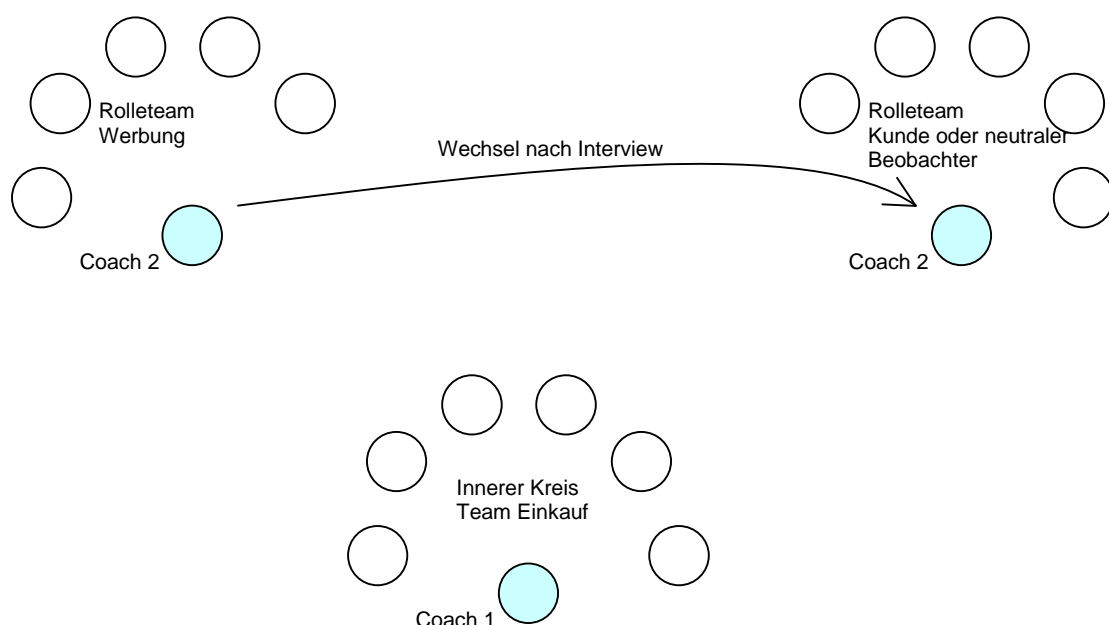 Rolleteam
Werbung
Wechsel nach Interview
Rolleteam
Kunde oder neutraler
Beobachter
Coach 2
Coach 2
Innerer Kreis
Team Einkauf
Coach 1